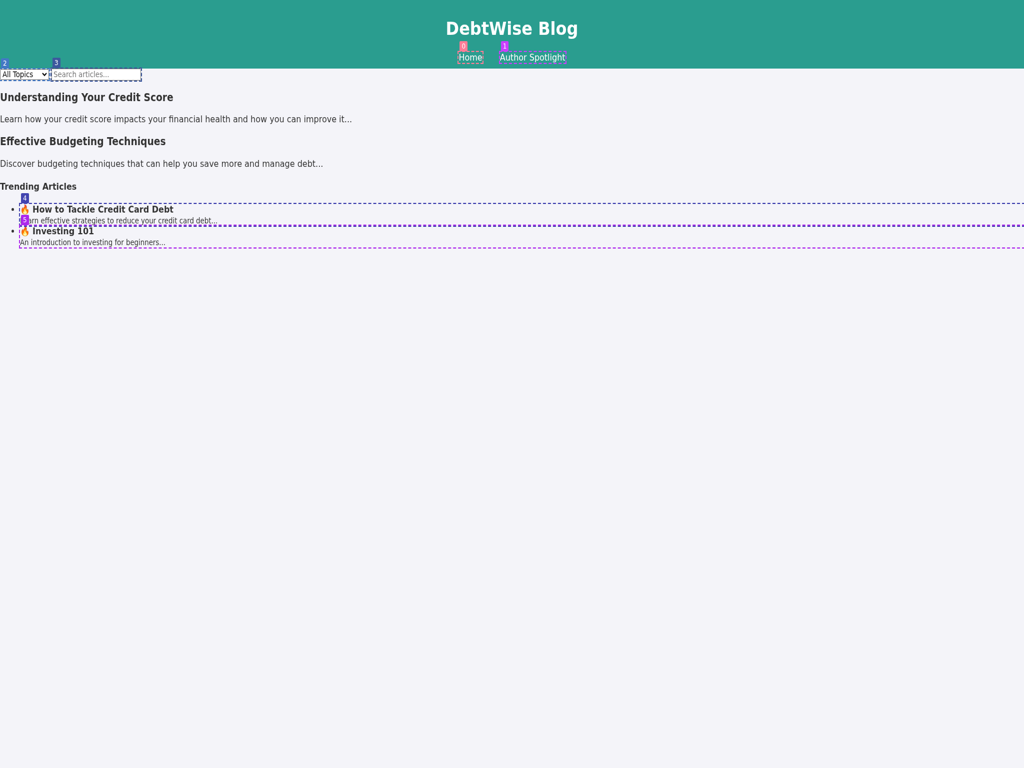 DebtWise Blog
0
1
Home
Author Spotlight
2
3
All Topics
Search articles...
Understanding Your Credit Score
Learn how your credit score impacts your financial health and how you can improve it...
Effective Budgeting Techniques
Discover budgeting techniques that can help you save more and manage debt...
Trending Articles
4
• 🔥 How to Tackle Credit Card Debt
effective strategies to reduce your credit card debt...
5
• 🔥 Investing 101
An introduction to investing for beginners...